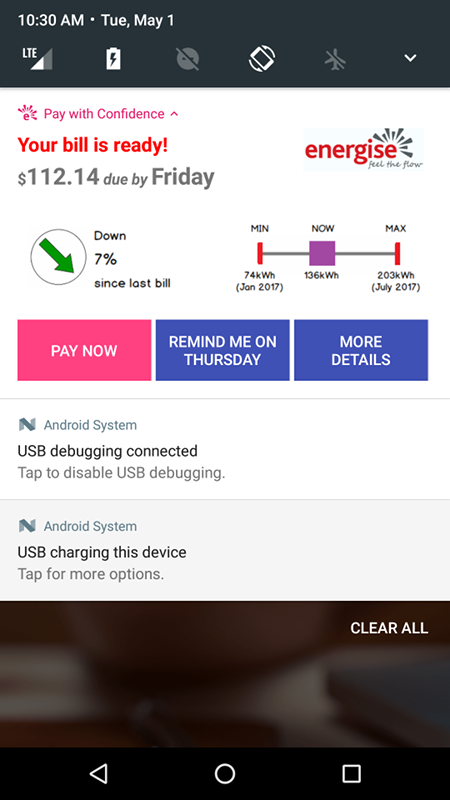 10:30 AM • Tue, May 1
LTE
Pay with Confidence
Your bill is ready!
$112.14 due by Friday
energise
feel the flow
Down
7%
since last bill
MIN NOW MAX
74kWh 136kWh 203kWh
(Jan 2017) (July 2017)
PAY NOW
REMIND ME ON
THURSDAY
MORE
DETAILS
Android System
USB debugging connected
Tap to disable USB debugging.
Android System
USB charging this device
Tap for more options.
CLEAR ALL